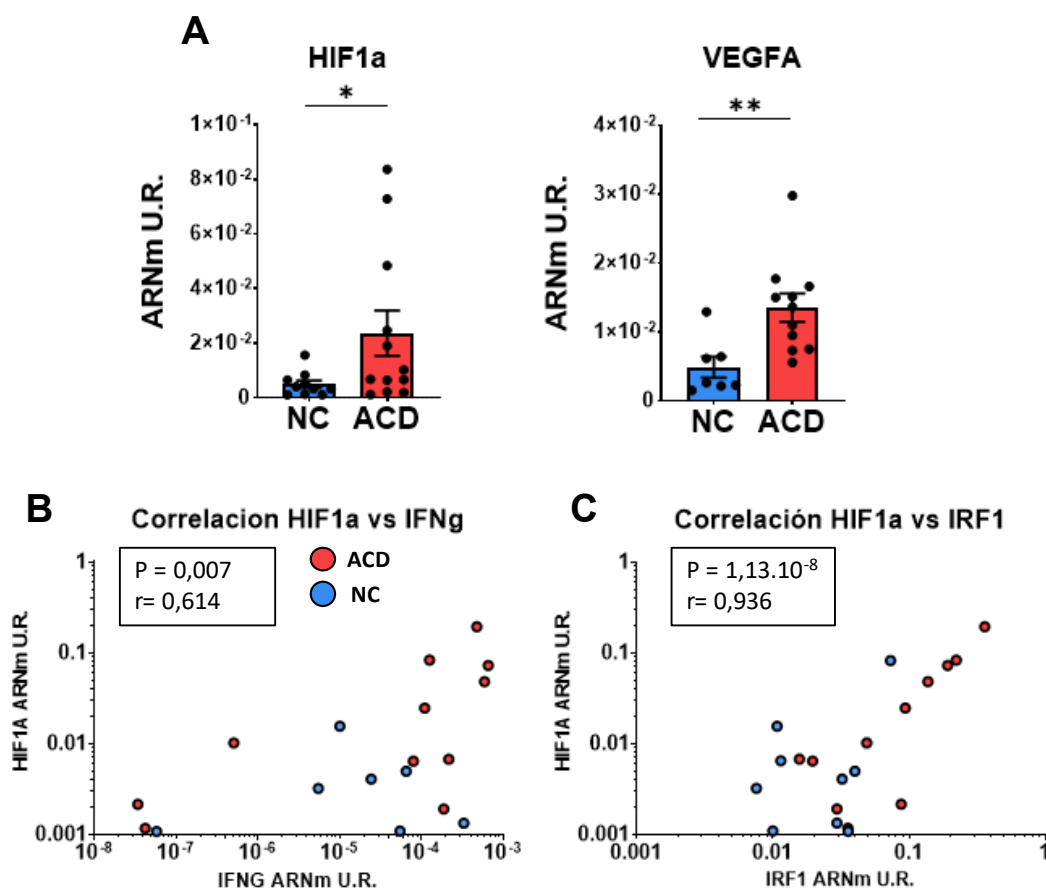 A
HIF1a
*
ARNm U.R.
1×10⁻¹
8×10⁻²
6×10⁻²
4×10⁻²
2×10⁻²
0
NC ACD
VEGFA
**
ARNm U.R.
4×10⁻²
3×10⁻²
2×10⁻²
1×10⁻²
0
NC ACD
B
Correlacion HIF1a vs IFNg
P = 0,007
r= 0,614
ACD
NC
HIF1A ARNm U.R.
1
0.1
0.01
0.001
10⁻⁸ 10⁻⁷ 10⁻⁶ 10⁻⁵ 10⁻⁴ 10⁻³
IFNG ARNm U.R.
C
Correlación HIF1a vs IRF1
P = 1,13.10⁻⁸
r= 0,936
HIF1A ARNm U.R.
1
0.1
0.01
0.001
0.001 0.01 0.1 1
IRF1 ARNm U.R.